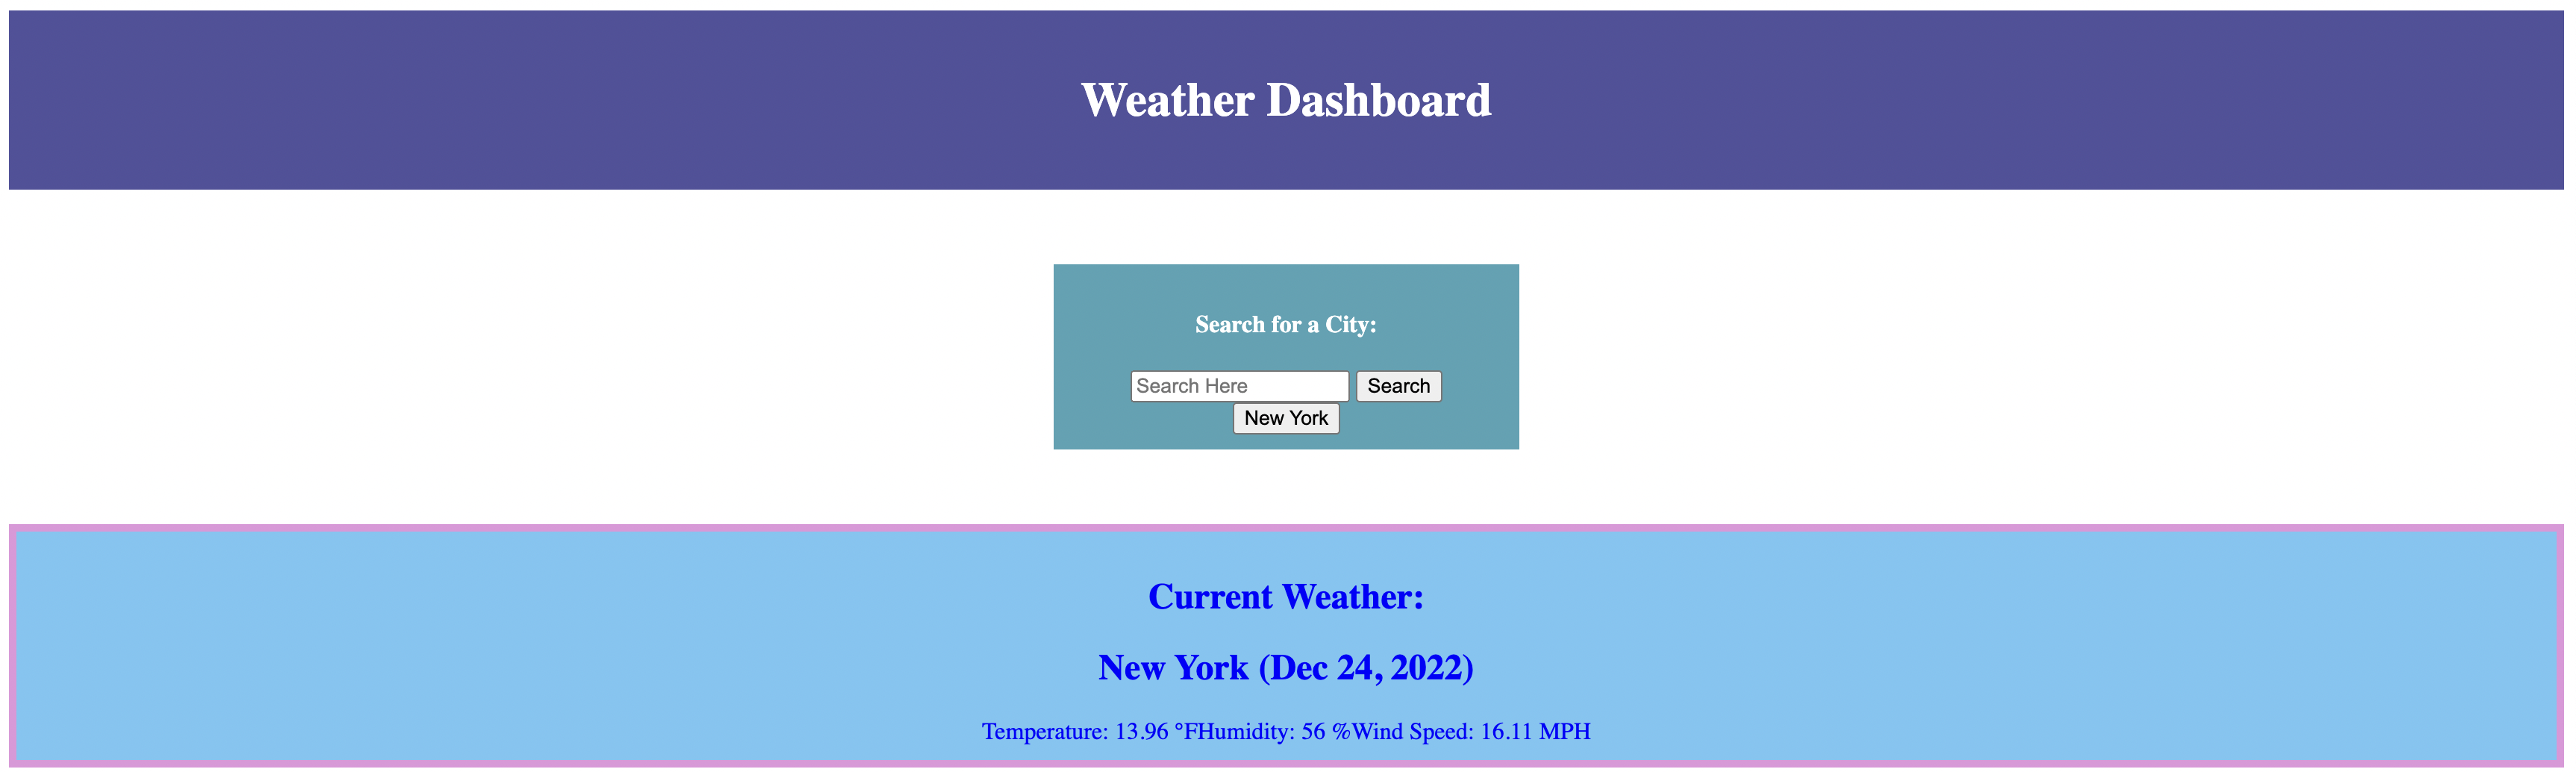 Weather Dashboard
Search for a City:
Search Here Search
New York
Current Weather:
New York (Dec 24, 2022)
Temperature: 13.96 °FHumidity: 56 %Wind Speed: 16.11 MPH